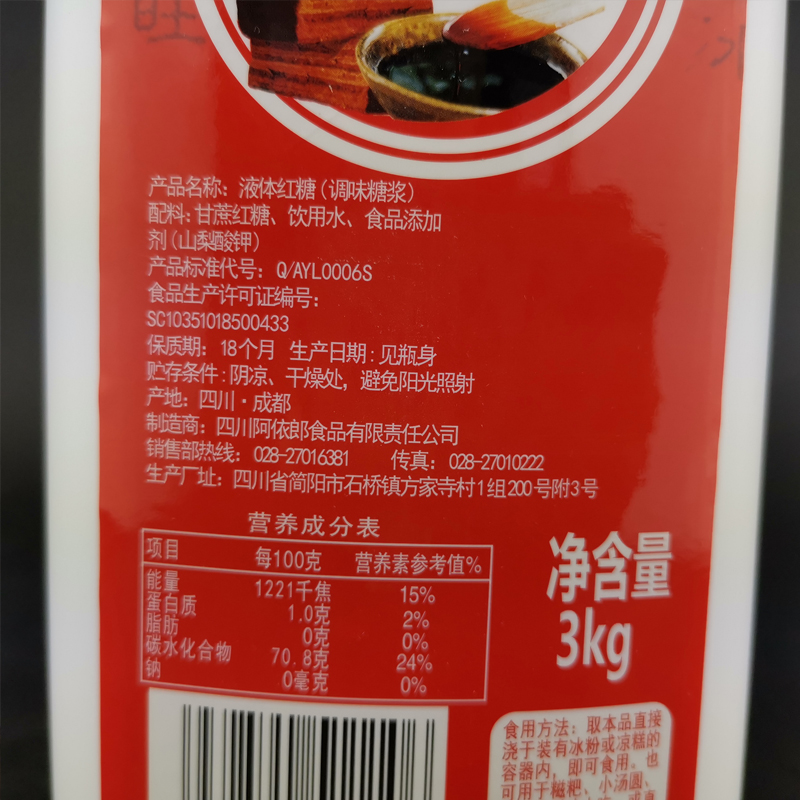 旺
产品名称：液体红糖（调味糖浆）
配料：甘蔗红糖、饮用水、食品添加
剂（山梨酸钾）
产品标准代号：Q/AYL0006S
食品生产许可证编号：
SC10351018500433
保质期：18个月 生产日期：见瓶身
贮存条件：阴凉、干燥处，避免阳光照射
产地：四川·成都
制造商：四川阿依郎食品有限责任公司
销售部热线：028-27016381 传真：028-27010222
生产厂址：四川省简阳市石桥镇方家寺村1组200号附3号
营养成分表
项目 每100克 营养素参考值%
能量 1221千焦 15%
蛋白质 1.0克 2%
脂肪 0克 0%
碳水化合物 70.8克 24%
钠 0毫克 0%
净含量
3kg
食用方法：取本品直接
浇于装有冰粉或凉糕的
容器内，即可食用。也
可用于糍粑、小汤圆、